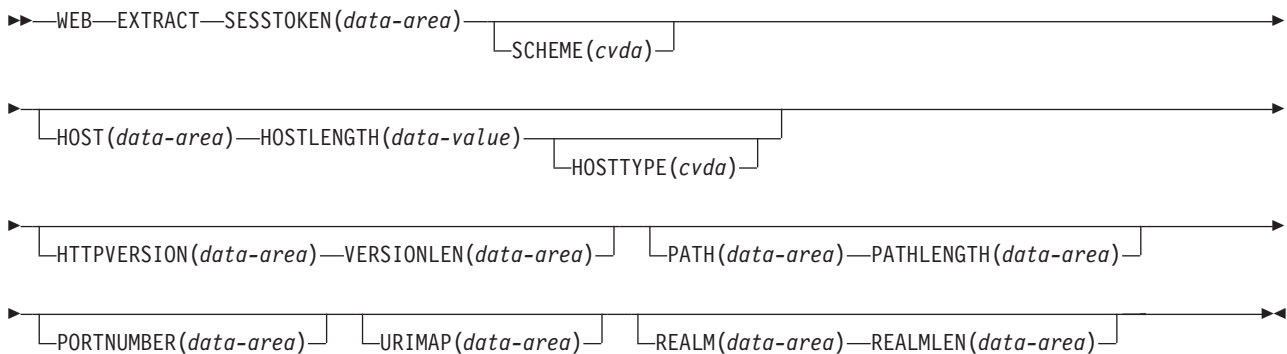 WEB EXTRACT SESSTOKEN(data-area)
SCHEME(cvda)
HOST(data-area) HOSTLENGTH(data-value)
HOSTTYPE(cvda)
HTTPVERSION(data-area) VERSIONLEN(data-area) PATH(data-area) PATHLENGTH(data-area)
PORTNUMBER(data-area) URIMAP(data-area) REALM(data-area) REALMLEN(data-area)